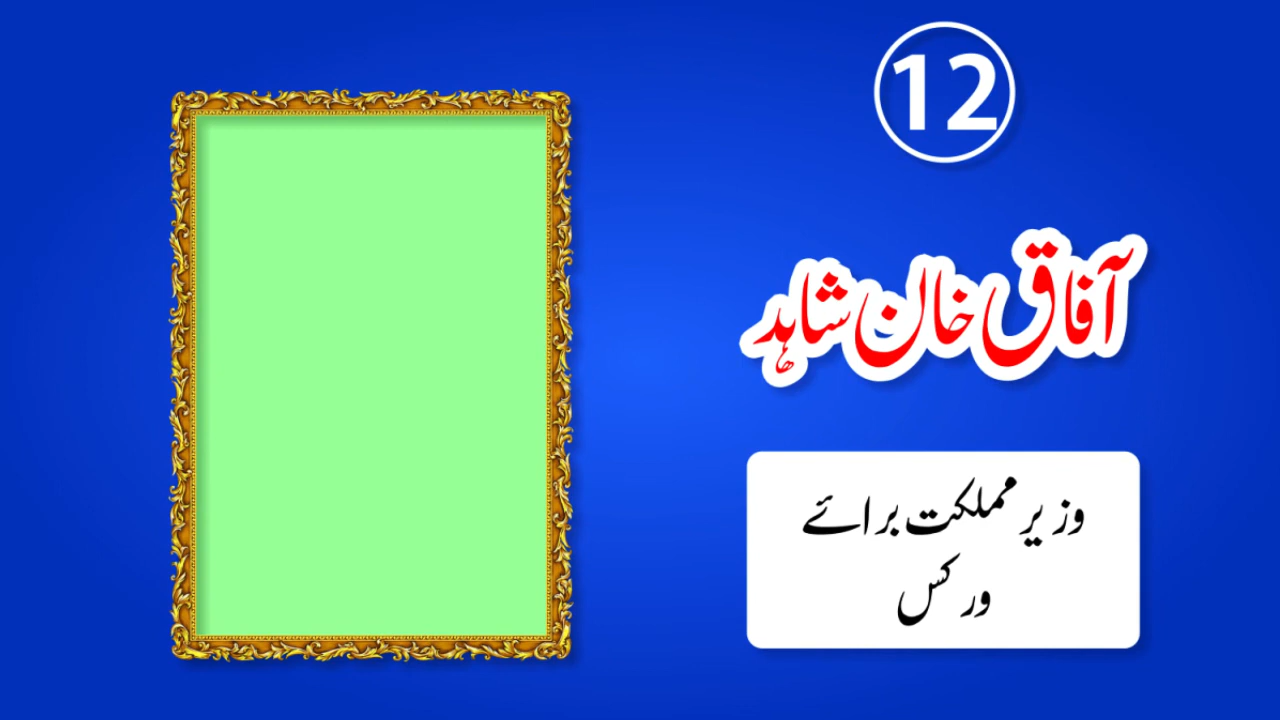 12
آفاق خان شاہد
وزیر مملکت برائے
ورکس